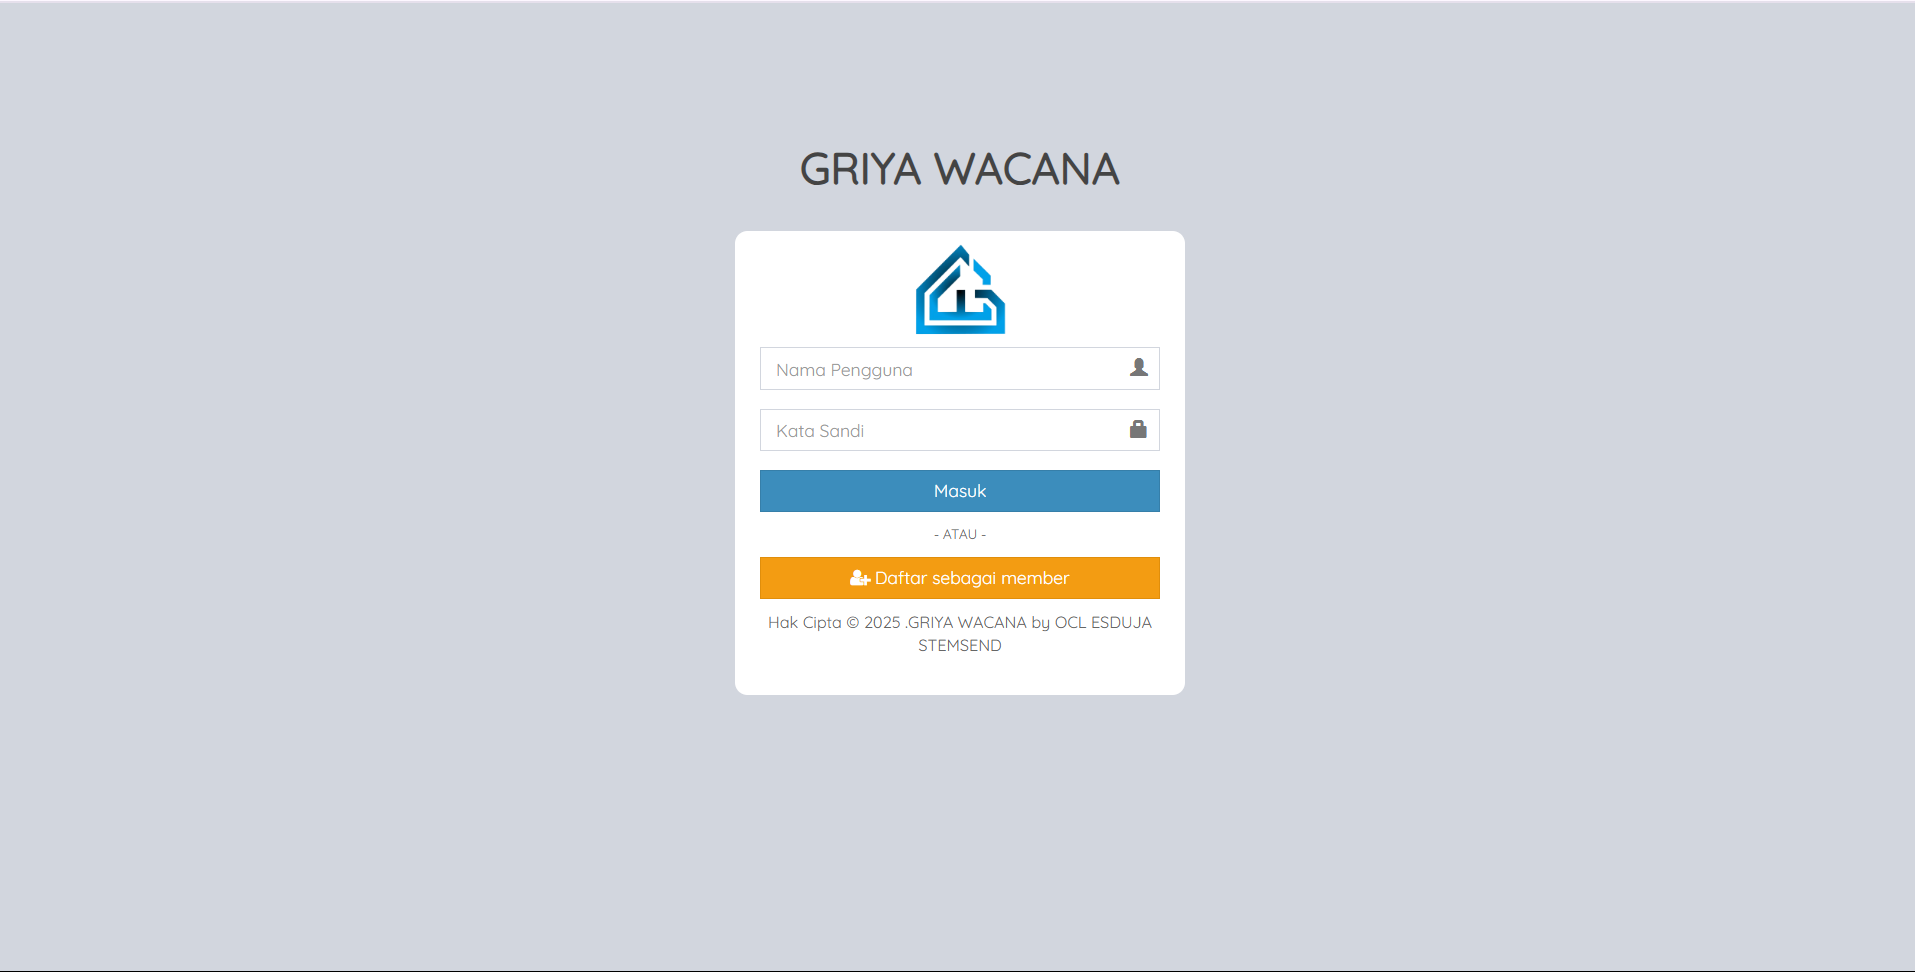 GRIYA WACANA
Nama Pengguna
Kata Sandi
Masuk
- ATAU -
Daftar sebagai member
Hak Cipta © 2025 .GRIYA WACANA by OCL ESDUJA
STEMSEND